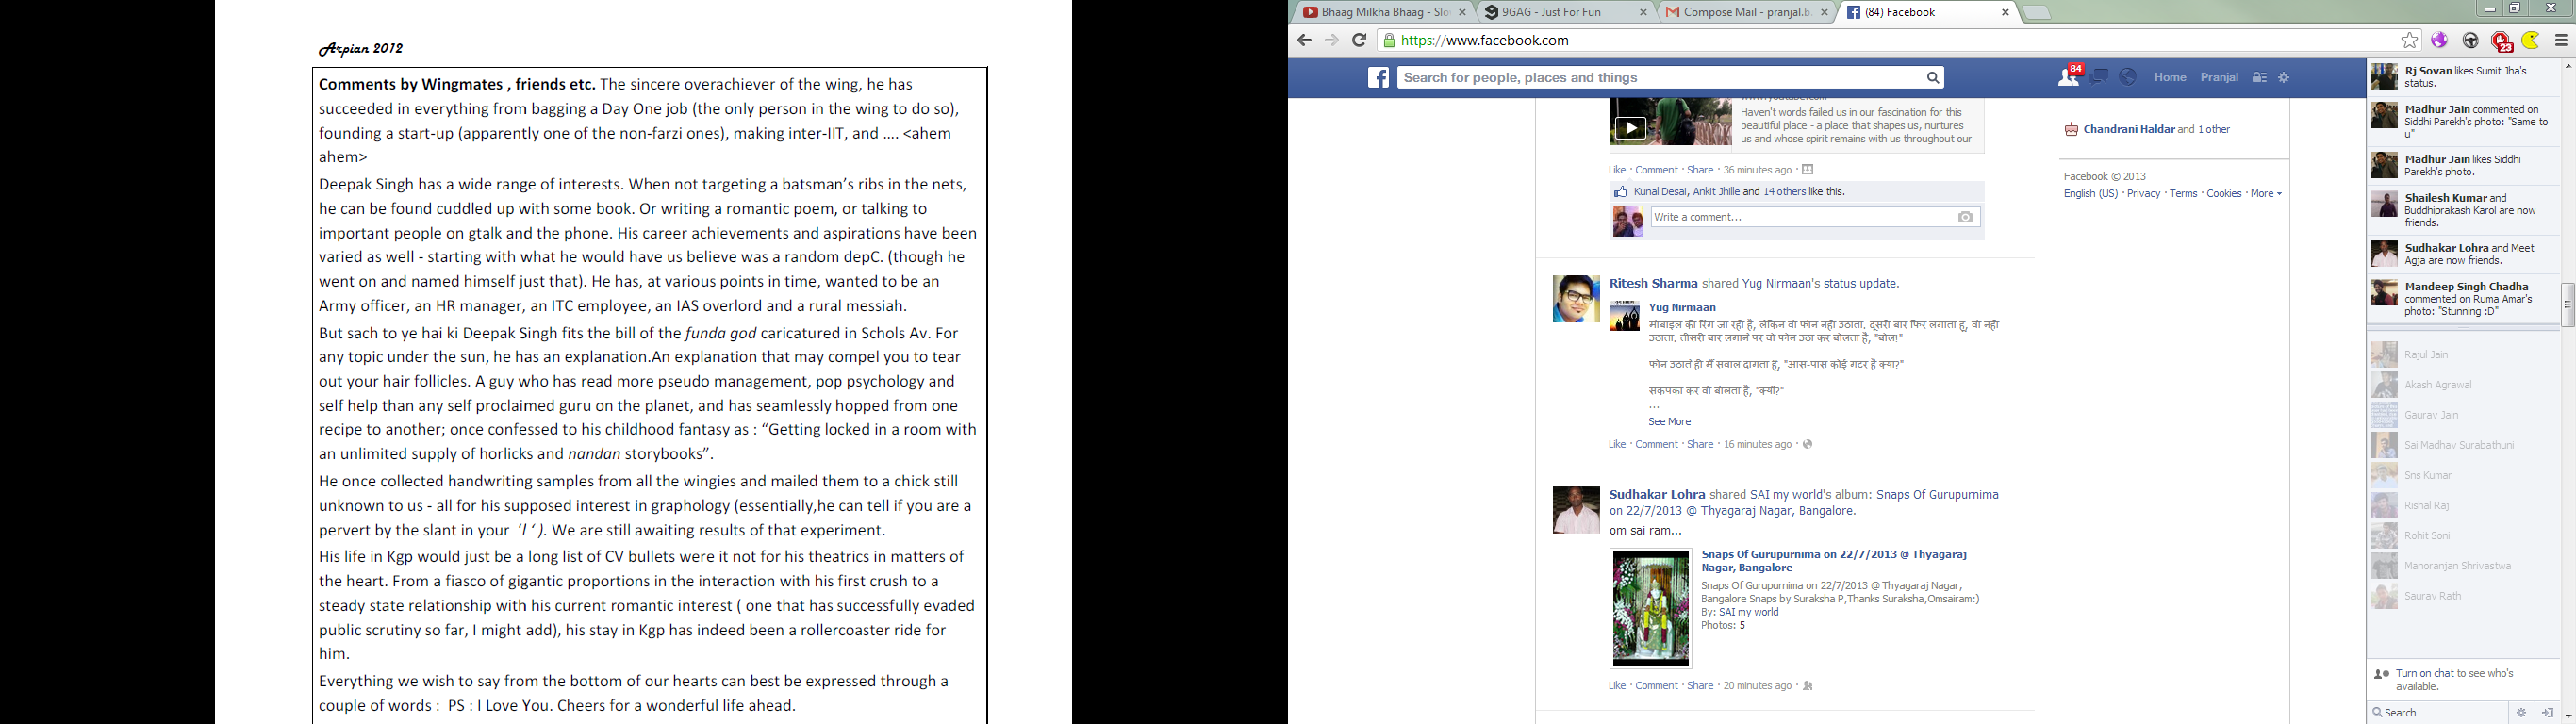 Arpian 2012
Comments by Wingmates , friends etc. The sincere overachiever of the wing, he has
succeeded in everything from bagging a Day One job (the only person in the wing to do so),
founding a start-up (apparently one of the non-farzi ones), making inter-IIT, and .... <ahem
ahem>
Deepak Singh has a wide range of interests. When not targeting a batsman's ribs in the nets,
he can be found cuddled up with some book. Or writing a romantic poem, or talking to
important people on gtalk and the phone. His career achievements and aspirations have been
varied as well - starting with what he would have us believe was a random depC. (though he
went on and named himself just that). He has, at various points in time, wanted to be an
Army officer, an HR manager, an ITC employee, an IAS overlord and a rural messiah.
But sach to ye hai ki Deepak Singh fits the bill of the funda god caricatured in Schols Av. For
any topic under the sun, he has an explanation.An explanation that may compel you to tear
out your hair follicles. A guy who has read more pseudo management, pop psychology and
self help than any self proclaimed guru on the planet, and has seamlessly hopped from one
recipe to another; once confessed to his childhood fantasy as : “Getting locked in a room with
an unlimited supply of horlicks and nandan storybooks”.
He once collected handwriting samples from all the wingies and mailed them to a chick still
unknown to us - all for his supposed interest in graphology (essentially,he can tell if you are a
pervert by the slant in your ‘l ‘ ). We are still awaiting results of that experiment.
His life in Kgp would just be a long list of CV bullets were it not for his theatrics in matters of
the heart. From a fiasco of gigantic proportions in the interaction with his first crush to a
steady state relationship with his current romantic interest ( one that has successfully evaded
public scrutiny so far, I might add), his stay in Kgp has indeed been a rollercoaster ride for
him.
Everything we wish to say from the bottom of our hearts can best be expressed through a
couple of words : PS : I Love You. Cheers for a wonderful life ahead.
Bhaag Milkha Bhaag - Slo
9GAG - Just For Fun
Compose Mail - pranjal.b.
(84) Facebook
https://www.facebook.com
23
Search for people, places and things
84
Home
Pranjal
Haven't words failed us in our fascination for this
beautiful place - a place that shapes us, nurtures
us and whose spirit remains with us throughout our
Like · Comment · Share · 36 minutes ago ·
Kunal Desai, Ankit Jhille and 14 others like this.
Write a comment...
Ritesh Sharma shared Yug Nirmaan's status update.
Yug Nirmaan
मोबाइल की रिंग जा रही है, लेकिन वो फोन नही उठाता. दूसरी बार फिर लगाता हू, वो नही
उठाता. तीसरी बार लगाने पर वो फोन उठा कर बोलता है, "बोल!"
फोन उठाते ही मैँ सवाल दागता हू, "आस-पास कोई गटर है क्या?"
सकपका कर वो बोलता है, "क्यों?"
...
See More
Like · Comment · Share · 16 minutes ago ·
Sudhakar Lohra shared SAI my world's album: Snaps Of Gurupurnima
on 22/7/2013 @ Thyagaraj Nagar, Bangalore.
om sai ram...
Snaps Of Gurupurnima on 22/7/2013 @ Thyagaraj
Nagar, Bangalore
Snaps Of Gurupurnima on 22/7/2013 @ Thyagaraj Nagar,
Bangalore Snaps by Suraksha P,Thanks Suraksha,Omsairam:)
By: SAI my world
Photos: 5
Like · Comment · Share · 20 minutes ago ·
Chandrani Haldar and 1 other
Facebook © 2013
English (US) · Privacy · Terms · Cookies · More
Rj Sovan likes Sumit Jha's
status.
Madhur Jain commented on
Siddhi Parekh's photo: "Same to
u"
Madhur Jain likes Siddhi
Parekh's photo.
Shailesh Kumar and
Buddhiprakash Karol are now
friends.
Sudhakar Lohra and Meet
Agja are now friends.
Mandeep Singh Chadha
commented on Ruma Amar's
photo: "Stunning :D"
Rajul Jain
Akash Agrawal
Gaurav Jain
Sai Madhav Surabathuni
Sns Kumar
Rishal Raj
Rohit Soni
Manoranjan Shrivastwa
Saurav Rath
Turn on chat to see who's
available.
Search